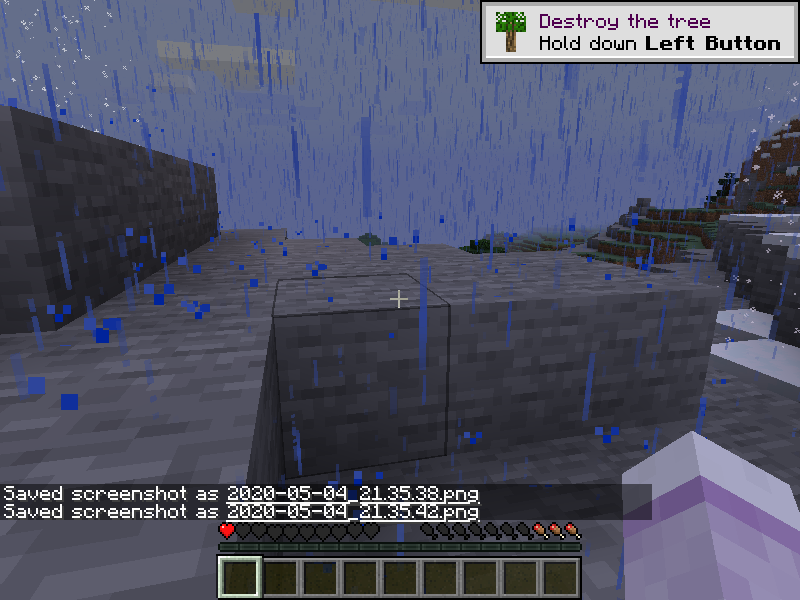 Destroy the tree
Hold down Left Button
Saved screenshot as 2020-05-04_21.35.38.png
Saved screenshot as 2020-05-04_21.35.42.png